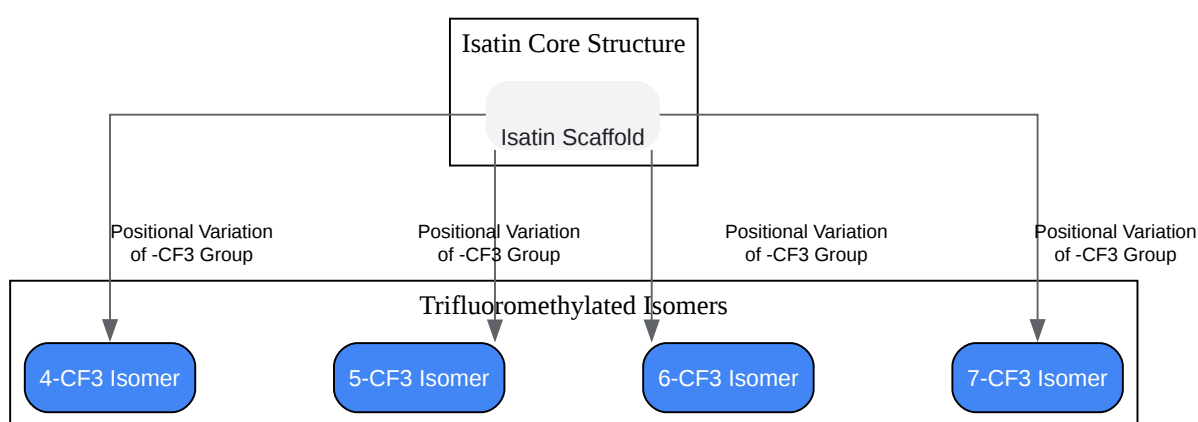 Isatin Core Structure
Isatin Scaffold
Positional Variation
of -CF3 Group
Positional Variation
of -CF3 Group
Positional Variation
of -CF3 Group
Positional Variation
of -CF3 Group
Trifluoromethylated Isomers
4-CF3 Isomer
5-CF3 Isomer
6-CF3 Isomer
7-CF3 Isomer